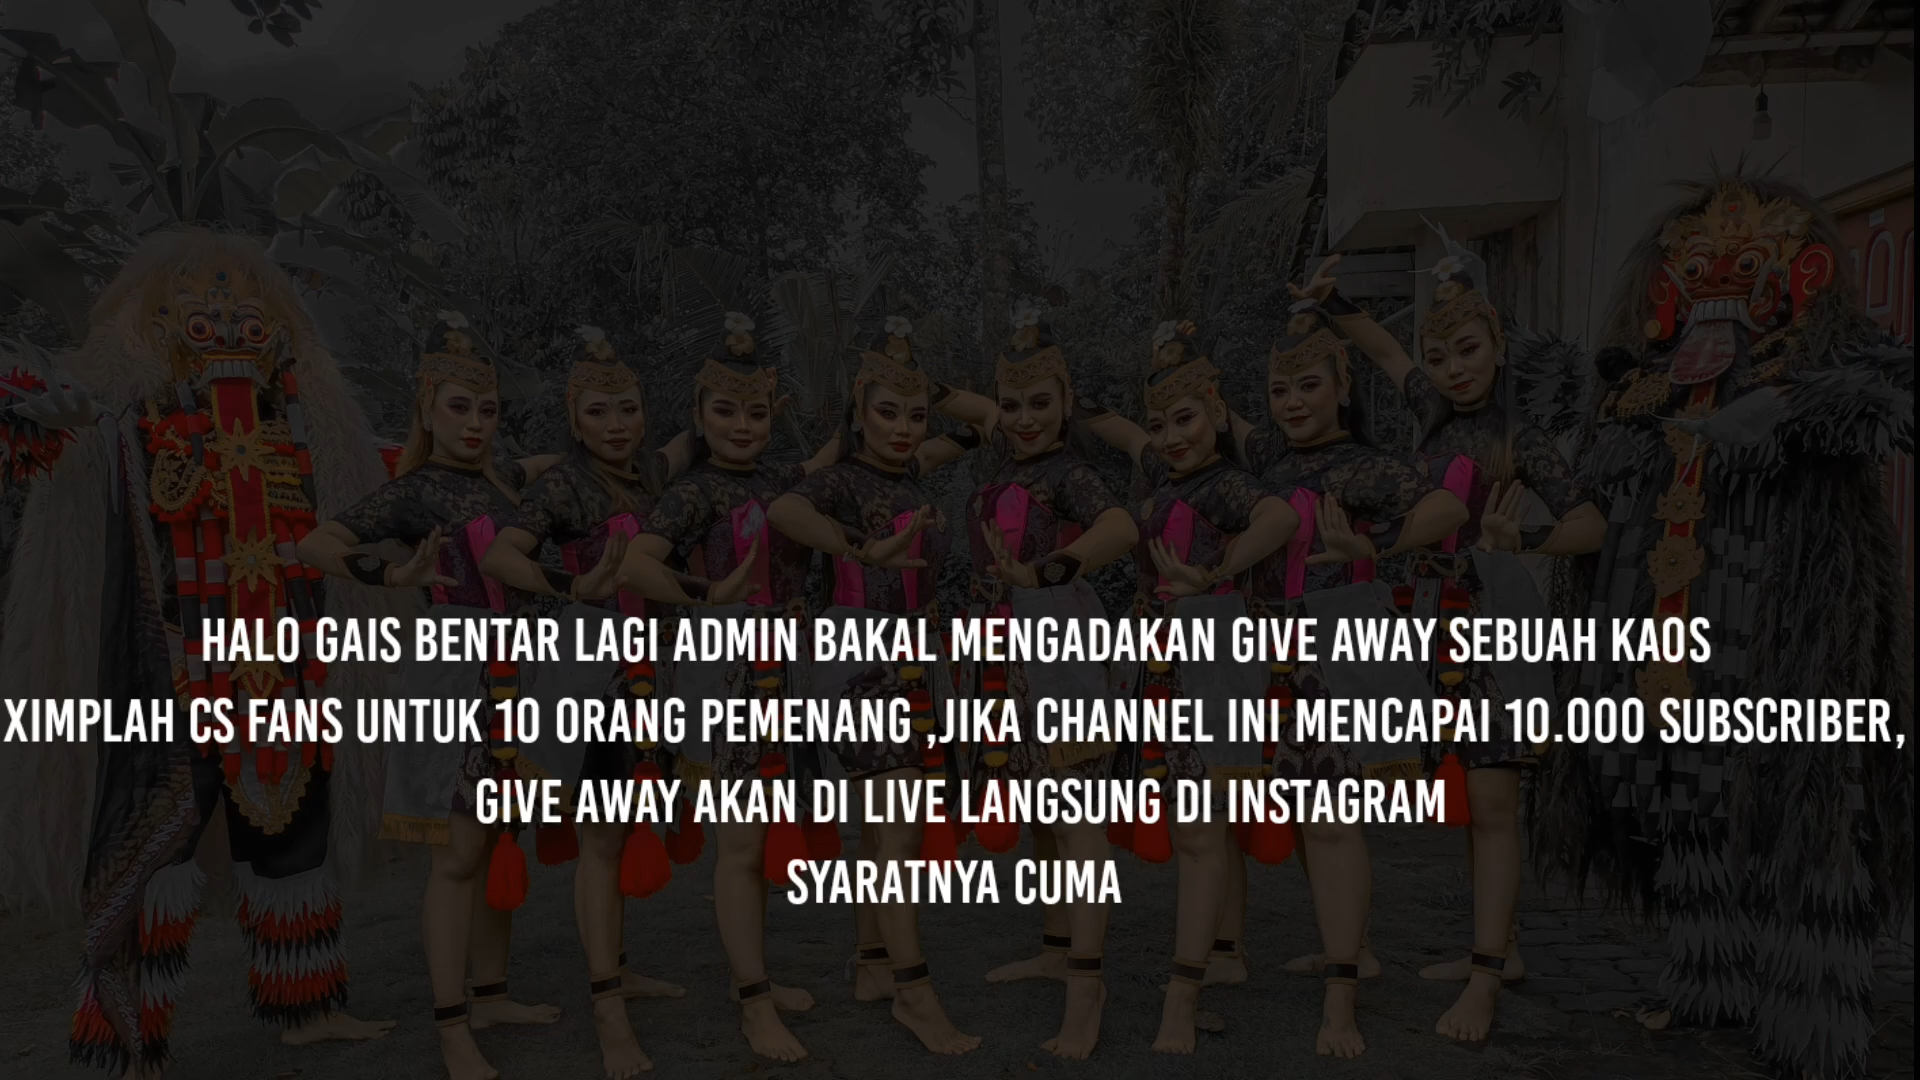 HALO GAIS BENTAR LAGI ADMIN BAKAL MENGADAKAN GIVE AWAY SEBUAH KAOS
XIMPLAH CS FANS UNTUK 10 ORANG PEMENANG ,JIKA CHANNEL INI MENCAPAI 10.000 SUBSCRIBER,
GIVE AWAY AKAN DI LIVE LANGSUNG DI INSTAGRAM
SYARATNYA CUMA